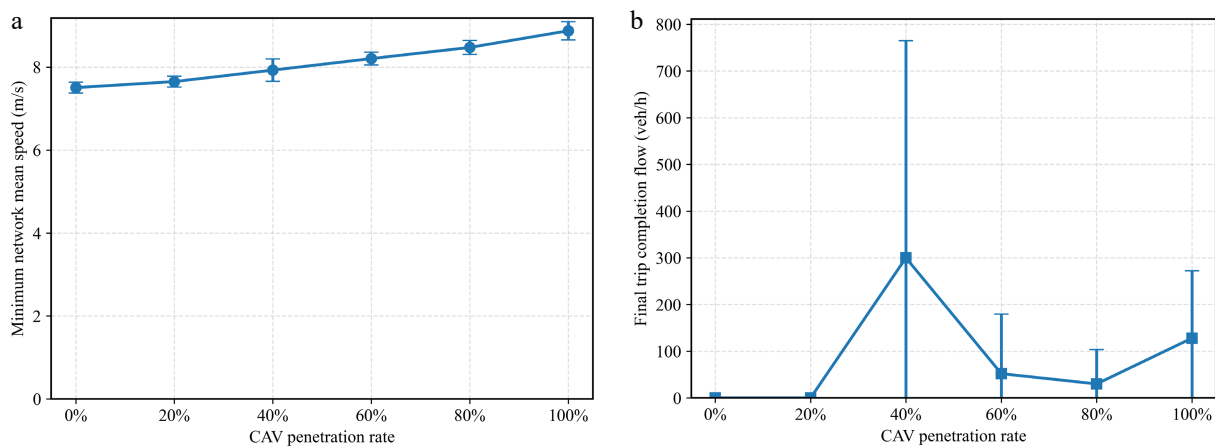 a
Minimum network mean speed (m/s)
8
6
4
2
0
0% 20% 40% 60% 80% 100%
CAV penetration rate
b
Final trip completion flow (veh/h)
800
700
600
500
400
300
200
100
0
0% 20% 40% 60% 80% 100%
CAV penetration rate